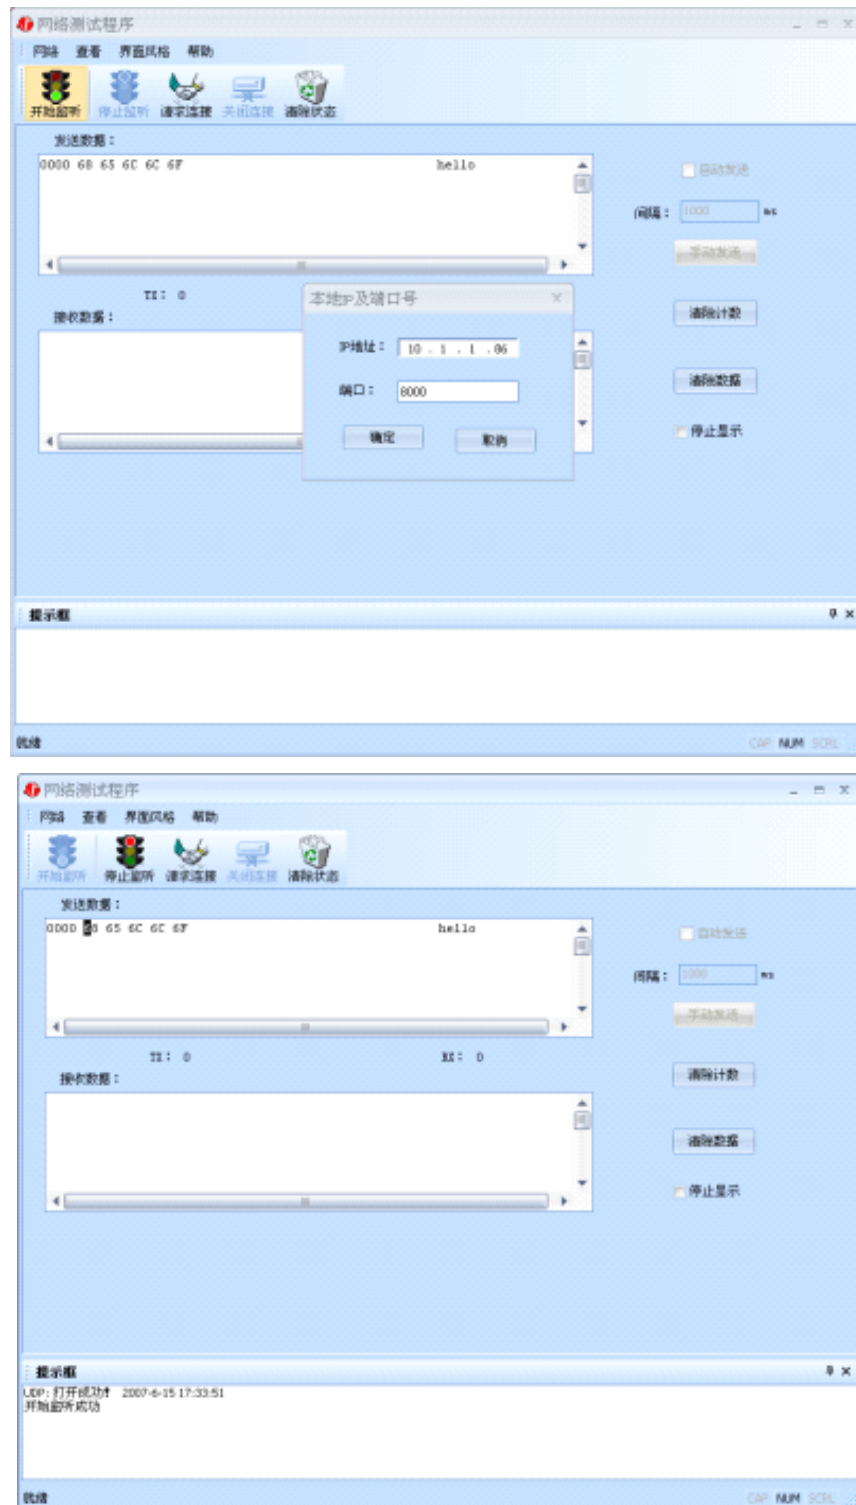 网络测试程序
网络 查看 界面风格 帮助
开始监听 停止监听 请求连接 关闭连接 清除状态
发送数据：
0000 68 65 6C 6C 6F hello
自动发送
间隔： 1000 ms
手动发送
TX： 0
接收数据：
本地IP及端口号
IP地址： 10 . 1 . 1 .86
端口： 8000
确定 取消
清除计数
清除数据
停止显示
提示框
就绪
CAP NUM SCRL
网络测试程序
网络 查看 界面风格 帮助
开始监听 停止监听 请求连接 关闭连接 清除状态
发送数据：
0000 68 65 6C 6C 6F hello
自动发送
间隔： 1000 ms
手动发送
TX： 0 RX： 0
接收数据：
清除计数
清除数据
停止显示
提示框
UDP：打开成功！ 2007-6-15 17:33:51
开始监听成功
就绪
CAP NUM SCRL